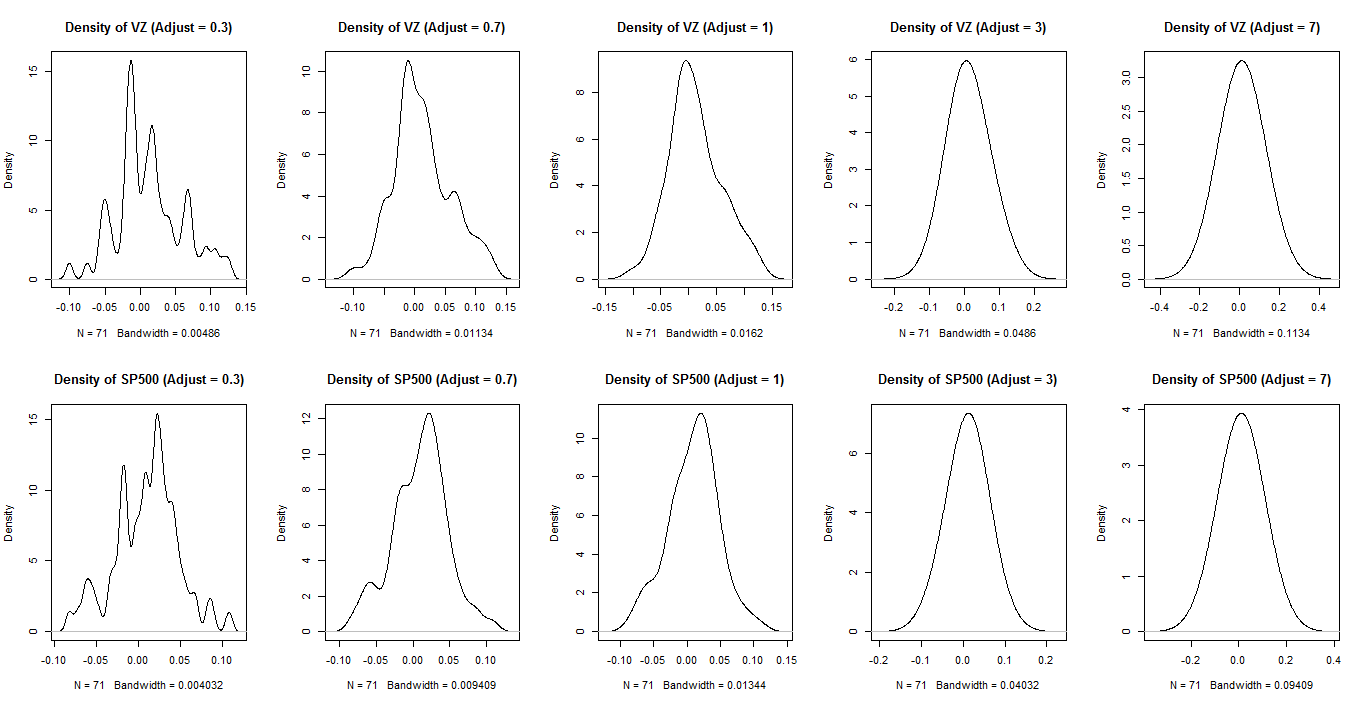 Density of VZ (Adjust = 0.3)
Density
15
10
5
0
-0.10 -0.05 0.00 0.05 0.10 0.15
N = 71 Bandwidth = 0.00486
Density of VZ (Adjust = 0.7)
Density
10
8
6
4
2
0
-0.10 0.00 0.05 0.10 0.15
N = 71 Bandwidth = 0.01134
Density of VZ (Adjust = 1)
Density
8
6
4
2
0
-0.15 -0.05 0.05 0.15
N = 71 Bandwidth = 0.0162
Density of VZ (Adjust = 3)
Density
6
5
4
3
2
1
0
-0.2 -0.1 0.0 0.1 0.2
N = 71 Bandwidth = 0.0486
Density of VZ (Adjust = 7)
Density
3.0
2.5
2.0
1.5
1.0
0.5
0.0
-0.4 -0.2 0.0 0.2 0.4
N = 71 Bandwidth = 0.1134
Density of SP500 (Adjust = 0.3)
Density
15
10
5
0
-0.10 -0.05 0.00 0.05 0.10
N = 71 Bandwidth = 0.004032
Density of SP500 (Adjust = 0.7)
Density
12
10
8
6
4
2
0
-0.10 -0.05 0.00 0.05 0.10
N = 71 Bandwidth = 0.009409
Density of SP500 (Adjust = 1)
Density
10
8
6
4
2
0
-0.10 -0.05 0.00 0.05 0.10 0.15
N = 71 Bandwidth = 0.01344
Density of SP500 (Adjust = 3)
Density
6
4
2
0
-0.2 -0.1 0.0 0.1 0.2
N = 71 Bandwidth = 0.04032
Density of SP500 (Adjust = 7)
Density
4
3
2
1
0
-0.2 0.0 0.2 0.4
N = 71 Bandwidth = 0.09409